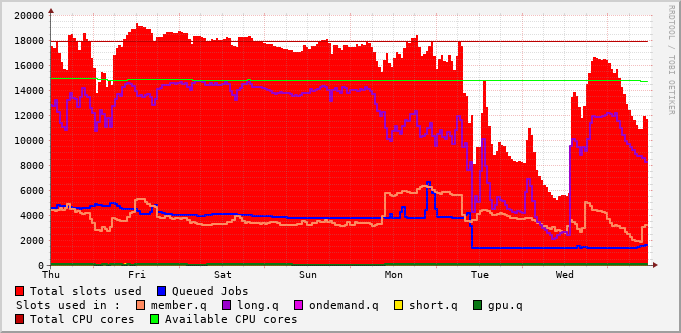 20000
18000
16000
14000
12000
10000
8000
6000
4000
2000
0
Thu Fri Sat Sun Mon Tue Wed
RRDTOOL / TOBI OETIKER
Total slots used Queued Jobs
Slots used in : member.q long.q ondemand.q short.q gpu.q
Total CPU cores Available CPU cores